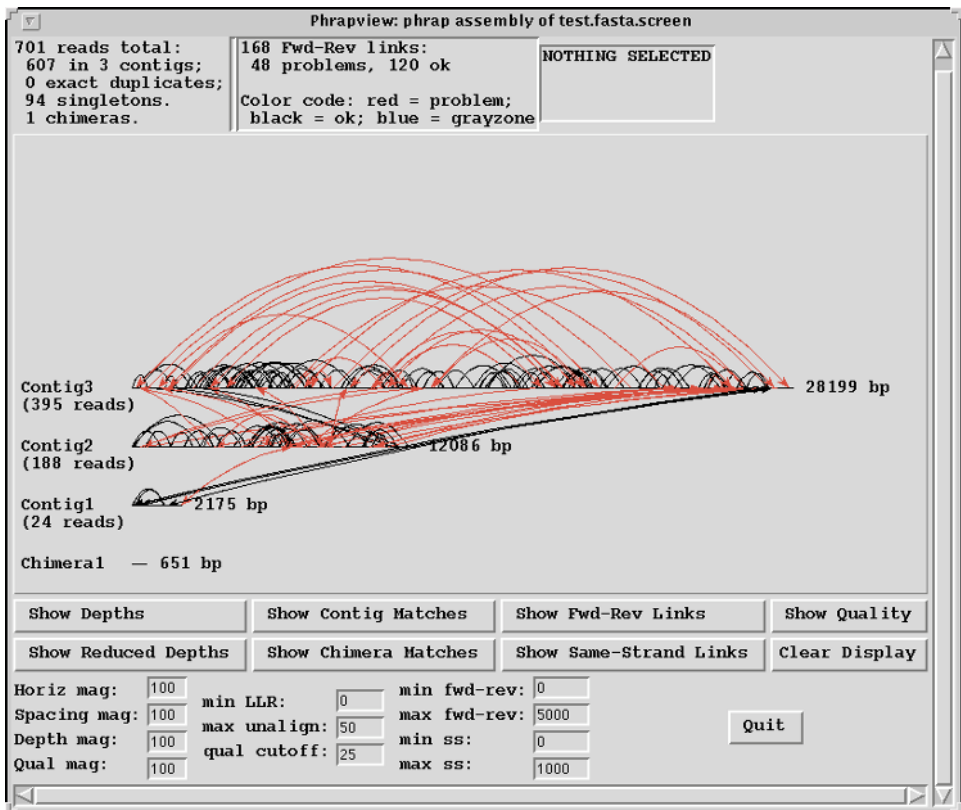 Phrapview: phrap assembly of test.fasta.screen
701 reads total:
607 in 3 contigs;
0 exact duplicates;
94 singletons.
1 chimeras.
168 Fwd-Rev links:
48 problems, 120 ok
Color code: red = problem;
black = ok; blue = grayzone
NOTHING SELECTED
Contig3
(395 reads)
28199 bp
Contig2
(188 reads)
12086 bp
Contig1
(24 reads)
2175 bp
Chimera1 — 651 bp
Show Depths
Show Contig Matches
Show Fwd-Rev Links
Show Quality
Show Reduced Depths
Show Chimera Matches
Show Same-Strand Links
Clear Display
Horiz mag: 100
Spacing mag: 100
Depth mag: 100
Qual mag: 100
min LLR: 0
max unalign: 50
qual cutoff: 25
min fwd-rev: 0
max fwd-rev: 5000
min ss: 0
max ss: 1000
Quit